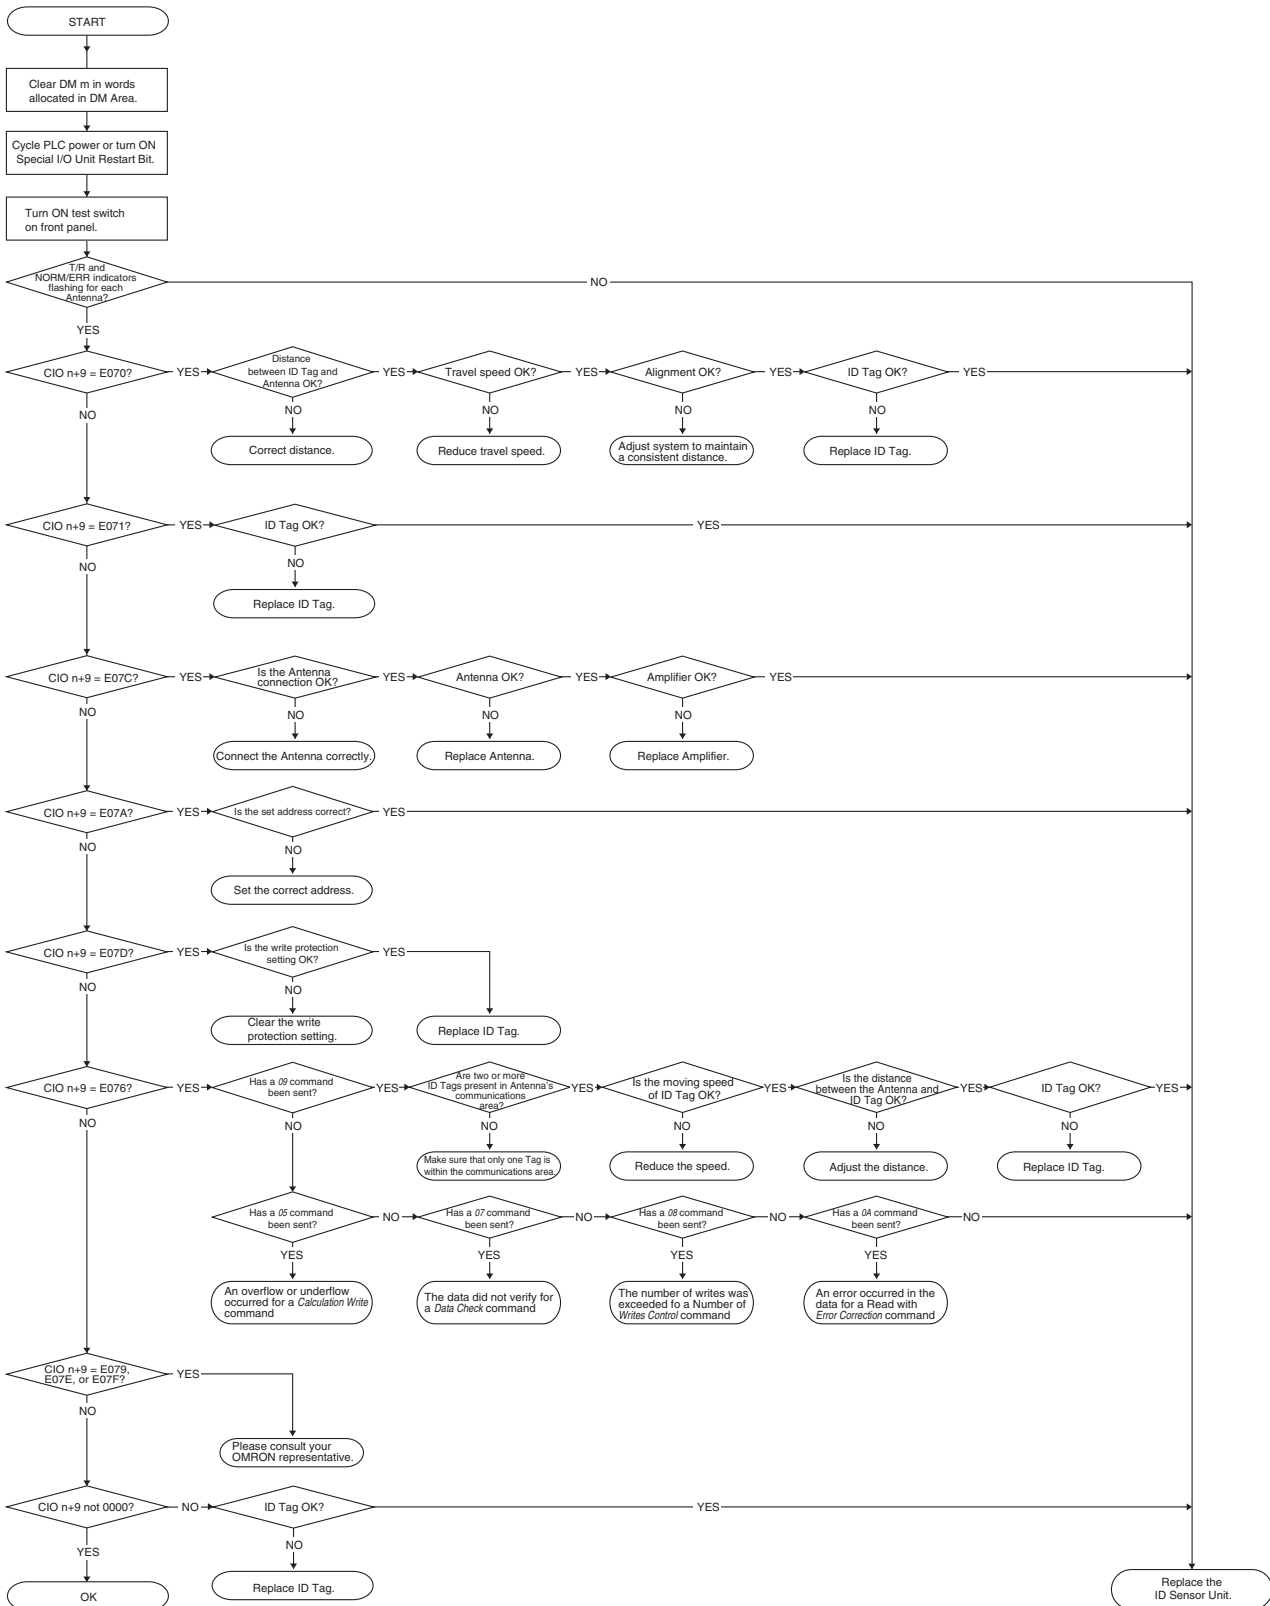 START
Clear DM m in words
allocated in DM Area.
Cycle PLC power or turn ON
Special I/O Unit Restart Bit.
Turn ON test switch
on front panel.
T/R and
NORM/ERR indicators
flashing for each
Antenna?
NO
YES
CIO n+9 = E070?
YES
Distance
between ID Tag and
Antenna OK?
YES
Travel speed OK?
YES
Alignment OK?
YES
ID Tag OK?
YES
NO
NO
NO
NO
NO
Correct distance.
Reduce travel speed.
Adjust system to maintain
a consistent distance.
Replace ID Tag.
CIO n+9 = E071?
YES
ID Tag OK?
YES
NO
NO
Replace ID Tag.
CIO n+9 = E07C?
YES
Is the Antenna
connection OK?
YES
Antenna OK?
YES
Amplifier OK?
YES
NO
NO
NO
NO
Connect the Antenna correctly.
Replace Antenna.
Replace Amplifier.
CIO n+9 = E07A?
YES
Is the set address correct?
YES
NO
NO
Set the correct address.
CIO n+9 = E07D?
YES
Is the write protection
setting OK?
YES
NO
NO
Clear the write
protection setting.
Replace ID Tag.
CIO n+9 = E076?
YES
Has a 09 command
been sent?
YES
Are two or more
ID Tags present in Antenna's
communications
area?
YES
Is the moving speed
of ID Tag OK?
YES
Is the distance
between the Antenna and
ID Tag OK?
YES
ID Tag OK?
YES
NO
NO
NO
NO
NO
NO
Make sure that only one Tag is
within the communications area.
Reduce the speed.
Adjust the distance.
Replace ID Tag.
Has a 05 command
been sent?
NO
Has a 07 command
been sent?
NO
Has a 08 command
been sent?
NO
Has a 0A command
been sent?
NO
YES
YES
YES
YES
An overflow or underflow
occurred for a Calculation Write
command
The data did not verify for
a Data Check command
The number of writes was
exceeded fo a Number of
Writes Control command
An error occurred in the
data for a Read with
Error Correction command
CIO n+9 = E079,
E07E, or E07F?
YES
NO
Please consult your
OMRON representative.
CIO n+9 not 0000?
NO
ID Tag OK?
YES
YES
NO
OK
Replace ID Tag.
Replace the
ID Sensor Unit.